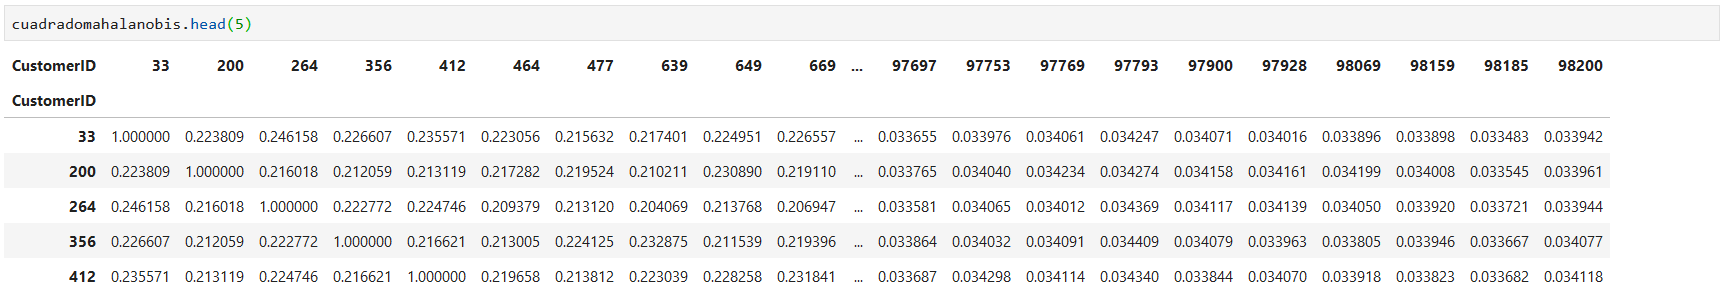 cuadradomahalanobis.head(5)
CustomerID 33 200 264 356 412 464 477 639 649 669 ... 97697 97753 97769 97793 97900 97928 98069 98159 98185 98200
CustomerID
33 1.000000 0.223809 0.246158 0.226607 0.235571 0.223056 0.215632 0.217401 0.224951 0.226557 ... 0.033655 0.033976 0.034061 0.034247 0.034071 0.034016 0.033896 0.033898 0.033483 0.033942
200 0.223809 1.000000 0.216018 0.212059 0.213119 0.217282 0.219524 0.210211 0.230890 0.219110 ... 0.033765 0.034040 0.034234 0.034274 0.034158 0.034161 0.034199 0.034008 0.033545 0.033961
264 0.246158 0.216018 1.000000 0.222772 0.224746 0.209379 0.213120 0.204069 0.213768 0.206947 ... 0.033581 0.034065 0.034012 0.034369 0.034117 0.034139 0.034050 0.033920 0.033721 0.033944
356 0.226607 0.212059 0.222772 1.000000 0.216621 0.213005 0.224125 0.232875 0.211539 0.219396 ... 0.033864 0.034032 0.034091 0.034409 0.034079 0.033963 0.033805 0.033946 0.033667 0.034077
412 0.235571 0.213119 0.224746 0.216621 1.000000 0.219658 0.213812 0.223039 0.228258 0.231841 ... 0.033687 0.034298 0.034114 0.034340 0.033844 0.034070 0.033918 0.033823 0.033682 0.034118